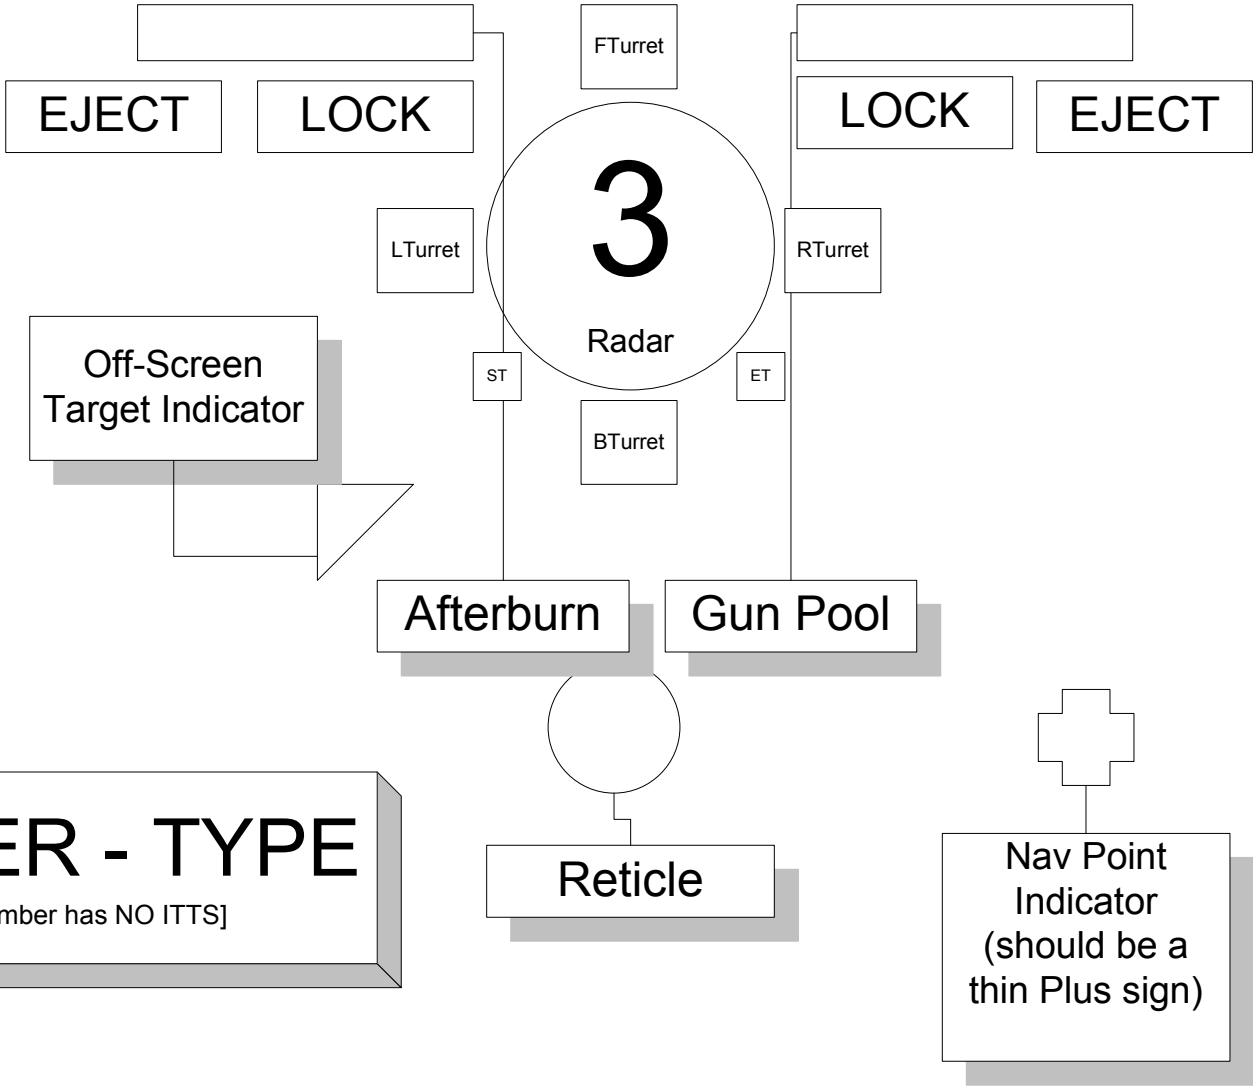 FTurret
EJECT
LOCK
LOCK
EJECT
3
LTurret
RTurret
Radar
Off-Screen
Target Indicator
ST
ET
BTurret
Afterburn
Gun Pool
ER - TYPE
mber has NO ITTS]
Reticle
Nav Point
Indicator
(should be a
thin Plus sign)